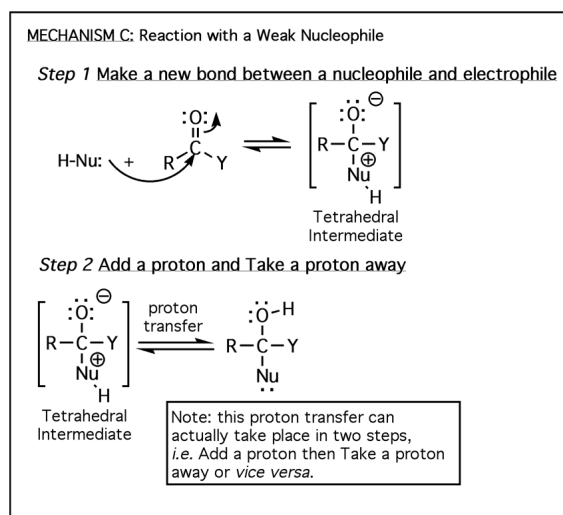 MECHANISM C: Reaction with a Weak Nucleophile
Step 1 Make a new bond between a nucleophile and electrophile
:O:
H-Nu: + R C Y
:O: ⊖
R–C–Y
⊕
Nu
H
Tetrahedral
Intermediate
Step 2 Add a proton and Take a proton away
:O: ⊖
R–C–Y
⊕
Nu
H
Tetrahedral
Intermediate
proton
transfer
:O–H
R–C–Y
Nu
Note: this proton transfer can
actually take place in two steps,
i.e. Add a proton then Take a proton
away or vice versa.